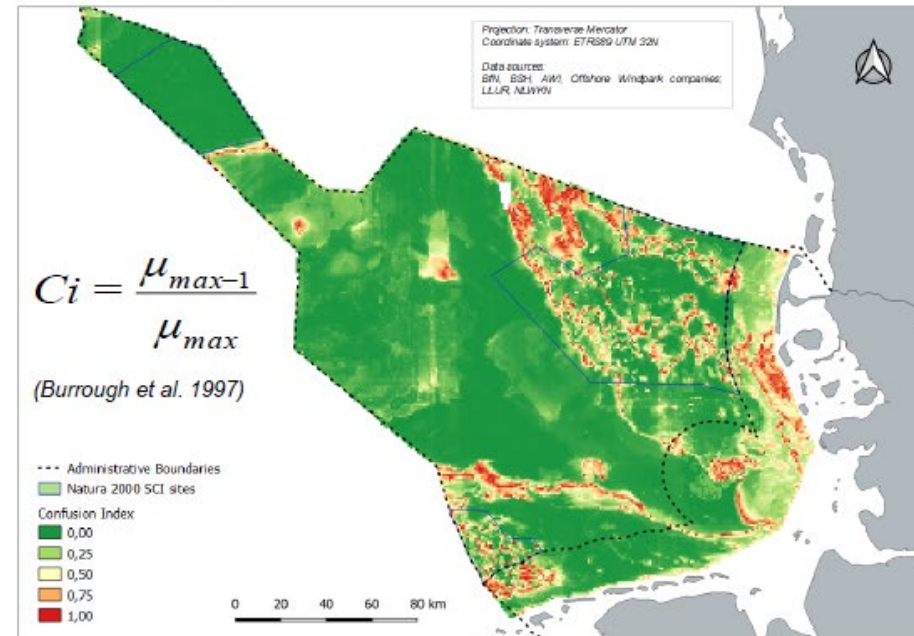 Projection: Transverse Mercator
Coordinate system: ETRS89 UTM 32N
Data sources:
BfN, BSH, AWI, Offshore Windpark companies;
LLUR, NLWKN
Ci = μmax−1 / μmax
(Burrough et al. 1997)
Administrative Boundaries
Natura 2000 SCI sites
Confusion Index
0,00
0,25
0,50
0,75
1,00
0 20 40 60 80 km